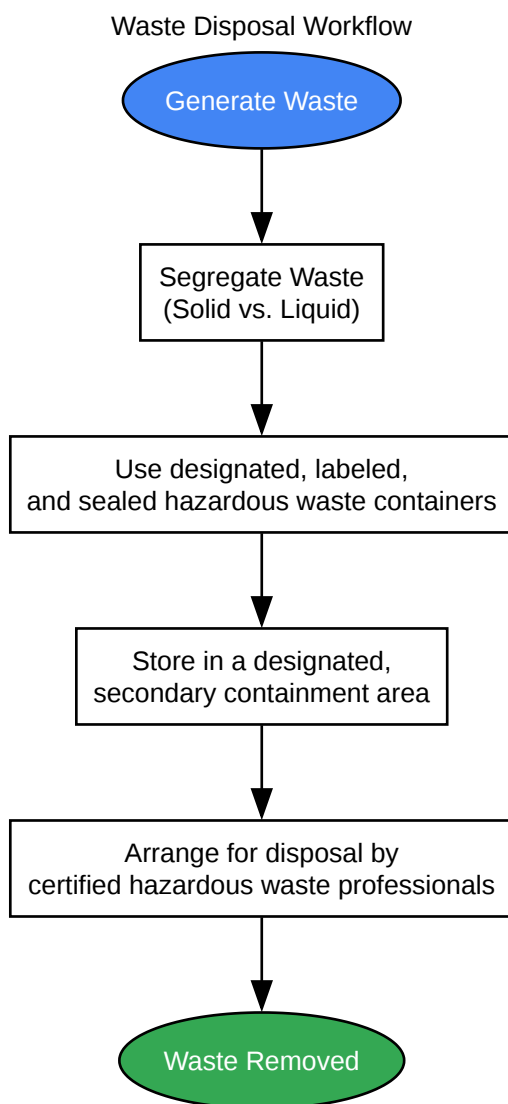 Waste Disposal Workflow
Generate Waste
Segregate Waste
(Solid vs. Liquid)
Use designated, labeled,
and sealed hazardous waste containers
Store in a designated,
secondary containment area
Arrange for disposal by
certified hazardous waste professionals
Waste Removed